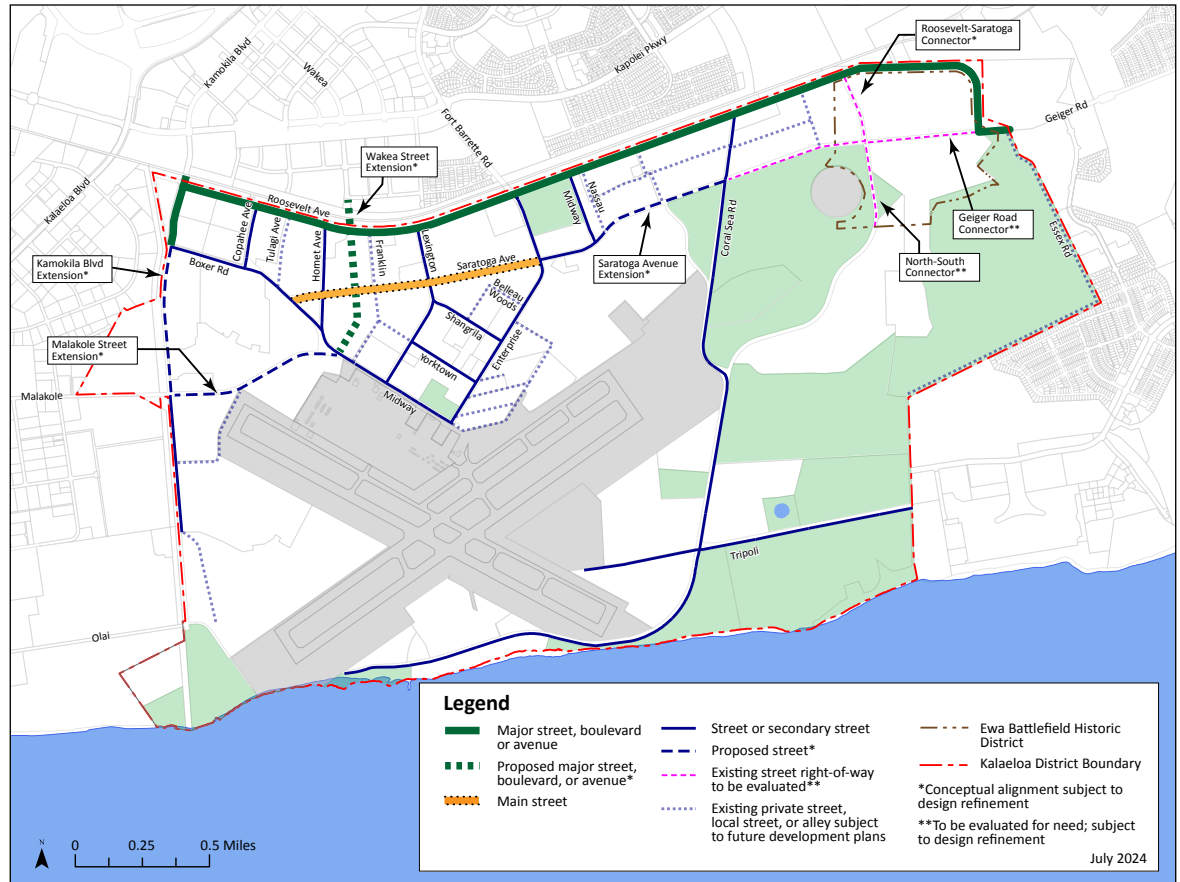 Roosevelt-Saratoga
Connector*
Kamokila Blvd
Wakea
Kapolei Pkwy
Fort Barrette Rd
Geiger Rd
Wakea Street
Extension*
Kalaeloa Blvd
Roosevelt Ave
Nassau
Midway
Copahee Ave
Tulagi Ave
Hornet Ave
Franklin
Lexington
Coral Sea Rd
Geiger Road
Connector**
Essex Rd
Boxer Rd
Saratoga Ave
Kamokila Blvd
Extension*
Saratoga Avenue
Extension*
North-South
Connector**
Belleau
Woods
Shangrila
Enterprise
Malakole Street
Extension*
Yorktown
Malakole
Midway
Tripoli
Olai
Legend
Major street, boulevard
or avenue
Proposed major street,
boulevard, or avenue*
Main street
Street or secondary street
Proposed street*
Existing street right-of-way
to be evaluated**
Existing private street,
local street, or alley subject
to future development plans
Ewa Battlefield Historic
District
Kalaeloa District Boundary
*Conceptual alignment subject to
design refinement
**To be evaluated for need; subject
to design refinement
July 2024
N
0 0.25 0.5 Miles